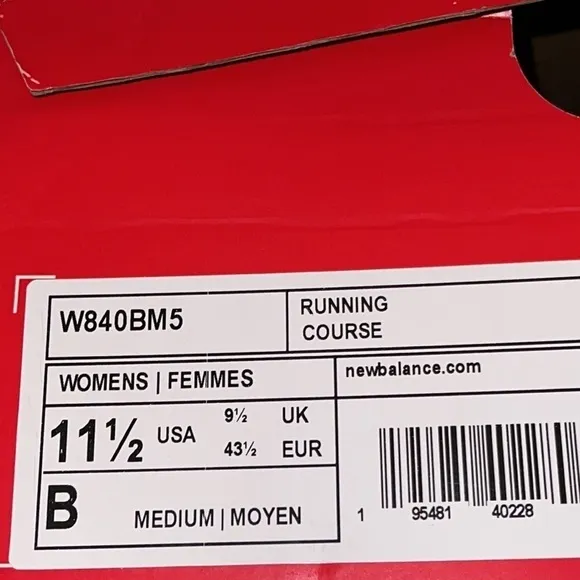 W840BM5
RUNNING
COURSE
WOMENS | FEMMES
newbalance.com
11½ USA
9½ UK
43½ EUR
B MEDIUM | MOYEN
1 95481 40228